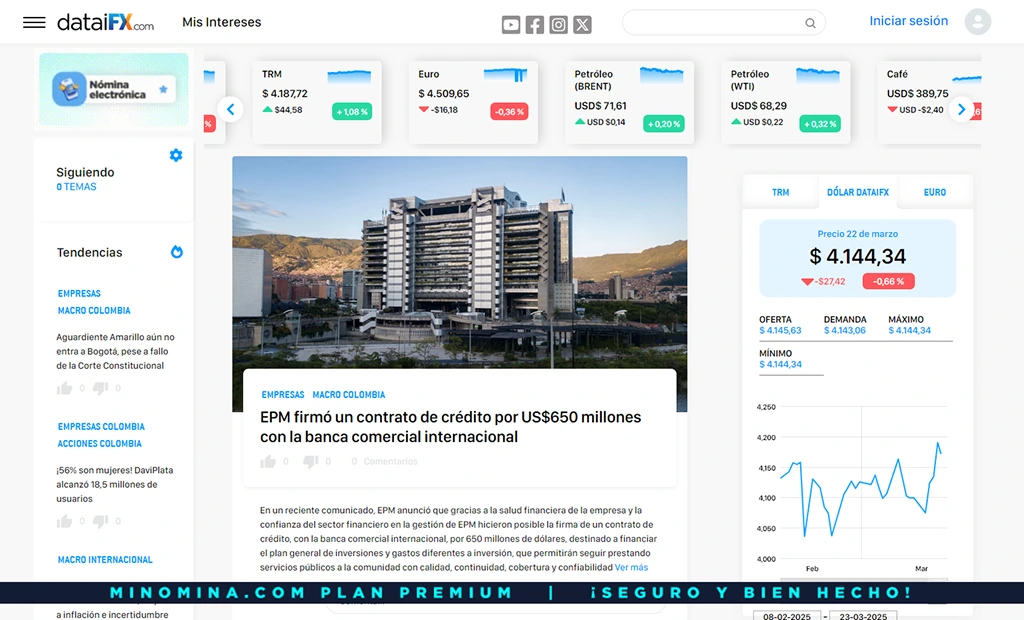 dataiFX.com
Mis Intereses
Iniciar sesión
Nómina
electrónica
%
TRM
$ 4.187,72
$44,58
+1,08 %
Euro
$ 4.509,65
-$16,18
-0,36 %
Petróleo
(BRENT)
USD$ 71,61
USD $0,14
+0,20 %
Petróleo
(WTI)
USD$ 68,29
USD $0,22
+0,32 %
Café
USD$ 389,75
USD -$2,40
Siguiendo
0 TEMAS
Tendencias
EMPRESAS
MACRO COLOMBIA
Aguardiente Amarillo aún no
entra a Bogotá, pese a fallo
de la Corte Constitucional
0 0
EMPRESAS COLOMBIA
ACCIONES COLOMBIA
¡56% son mujeres! DaviPlata
alcanzó 18,5 millones de
usuarios
0 0
MACRO INTERNACIONAL
a inflación e incertidumbre
EMPRESAS MACRO COLOMBIA
EPM firmó un contrato de crédito por US$650 millones
con la banca comercial internacional
0 0 0 Comentarios
En un reciente comunicado, EPM anunció que gracias a la salud financiera de la empresa y la
confianza del sector financiero en la gestión de EPM hicieron posible la firma de un contrato de
crédito, con la banca comercial internacional, por 650 millones de dólares, destinado a financiar
el plan general de inversiones y gastos diferentes a inversión, que permitirán seguir prestando
servicios públicos a la comunidad con calidad, continuidad, cobertura y confiabilidad Ver más
TRM
DÓLAR DATAIFX
EURO
Precio 22 de marzo
$ 4.144,34
-$27,42
-0,66 %
OFERTA DEMANDA MÁXIMO
$ 4.145,63 $ 4.143,06 $ 4.144,34
MÍNIMO
$ 4.144,34
4,250
4,200
4,150
4,100
4,050
4,000
Feb Mar
08-02-2025 - 23-03-2025
MINOMINA.COM PLAN PREMIUM | ¡SEGURO Y BIEN HECHO!